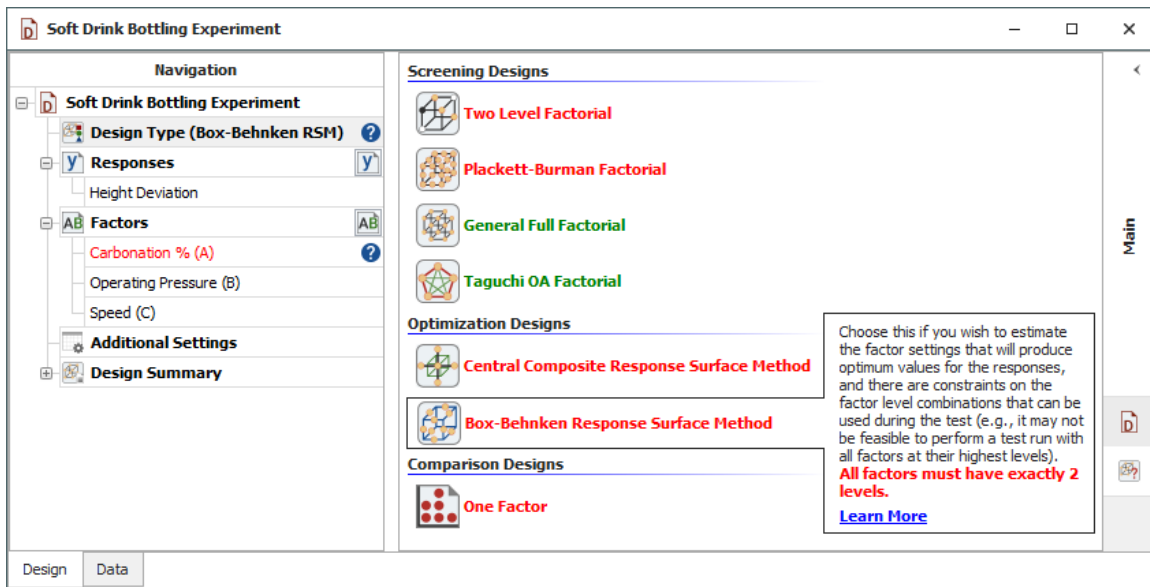 Soft Drink Bottling Experiment
Navigation
Soft Drink Bottling Experiment
Design Type (Box-Behnken RSM)
Responses
Height Deviation
Factors
Carbonation % (A)
Operating Pressure (B)
Speed (C)
Additional Settings
Design Summary
Screening Designs
Two Level Factorial
Plackett-Burman Factorial
General Full Factorial
Taguchi OA Factorial
Optimization Designs
Central Composite Response Surface Method
Box-Behnken Response Surface Method
Comparison Designs
One Factor
Choose this if you wish to estimate
the factor settings that will produce
optimum values for the responses,
and there are constraints on the
factor level combinations that can be
used during the test (e.g., it may not
be feasible to perform a test run with
all factors at their highest levels).
All factors must have exactly 2
levels.
Learn More
Main
Design
Data